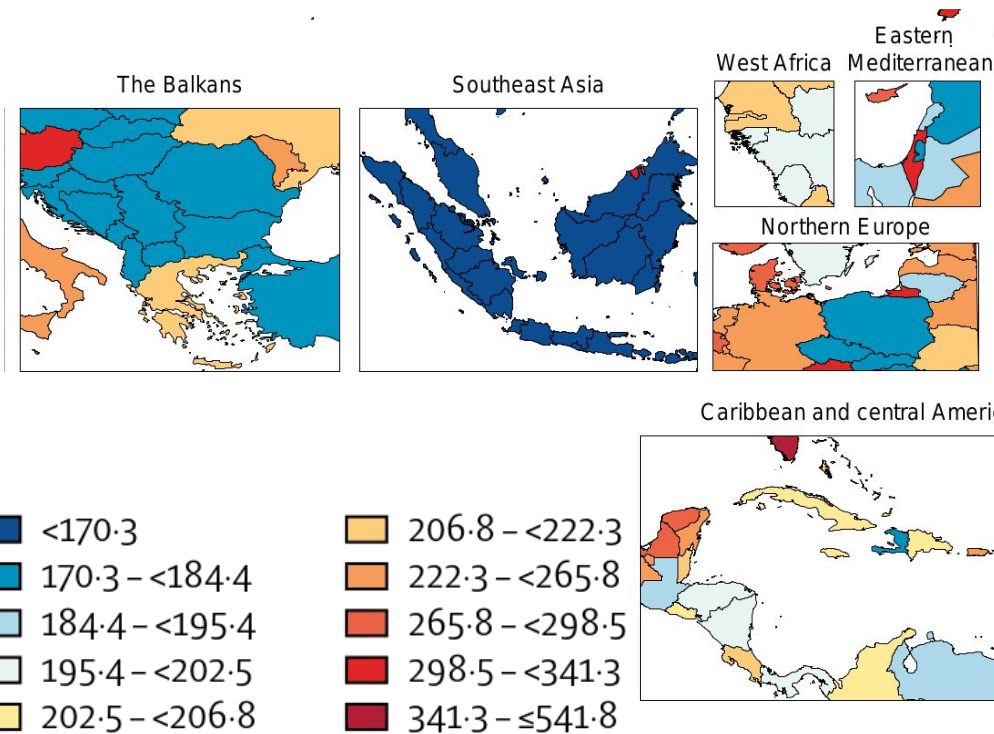 Eastern
West Africa Mediterranean
The Balkans
Southeast Asia
Northern Europe
Caribbean and central Ameri
<170·3
170·3–<184·4
184·4–<195·4
195·4–<202·5
202·5–<206·8
206·8–<222·3
222·3–<265·8
265·8–<298·5
298·5–<341·3
341·3–≤541·8